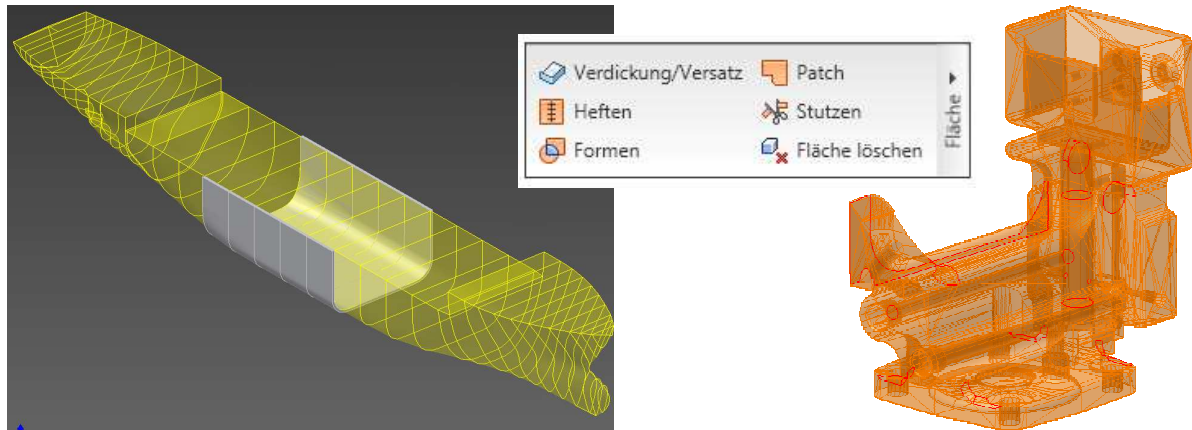 Verdickung/Versatz Patch
Heften Stutzen
Formen Fläche löschen
Fläche